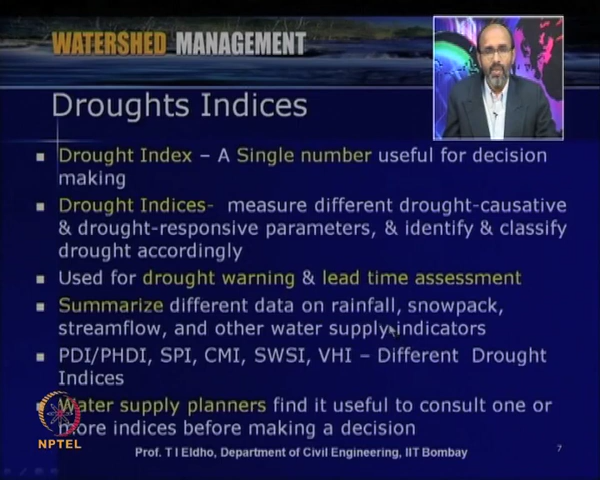 WATERSHED MANAGEMENT
Droughts Indices
Drought Index – A Single number useful for decision
making
Drought Indices- measure different drought-causative
& drought-responsive parameters, & identify & classify
drought accordingly
Used for drought warning & lead time assessment
Summarize different data on rainfall, snowpack,
streamflow, and other water supply indicators
PDI/PHDI, SPI, CMI, SWSI, VHI – Different Drought
Indices
Water supply planners find it useful to consult one or
more indices before making a decision
NPTEL
Prof. T I Eldho, Department of Civil Engineering, IIT Bombay
7